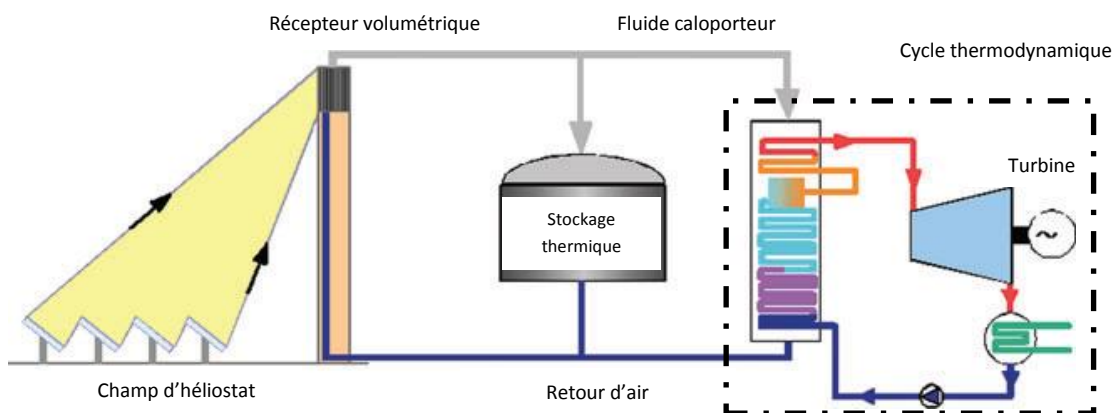 Récepteur volumétrique
Fluide caloporteur
Cycle thermodynamique
Turbine
Stockage
thermique
Champ d'héliostat
Retour d'air